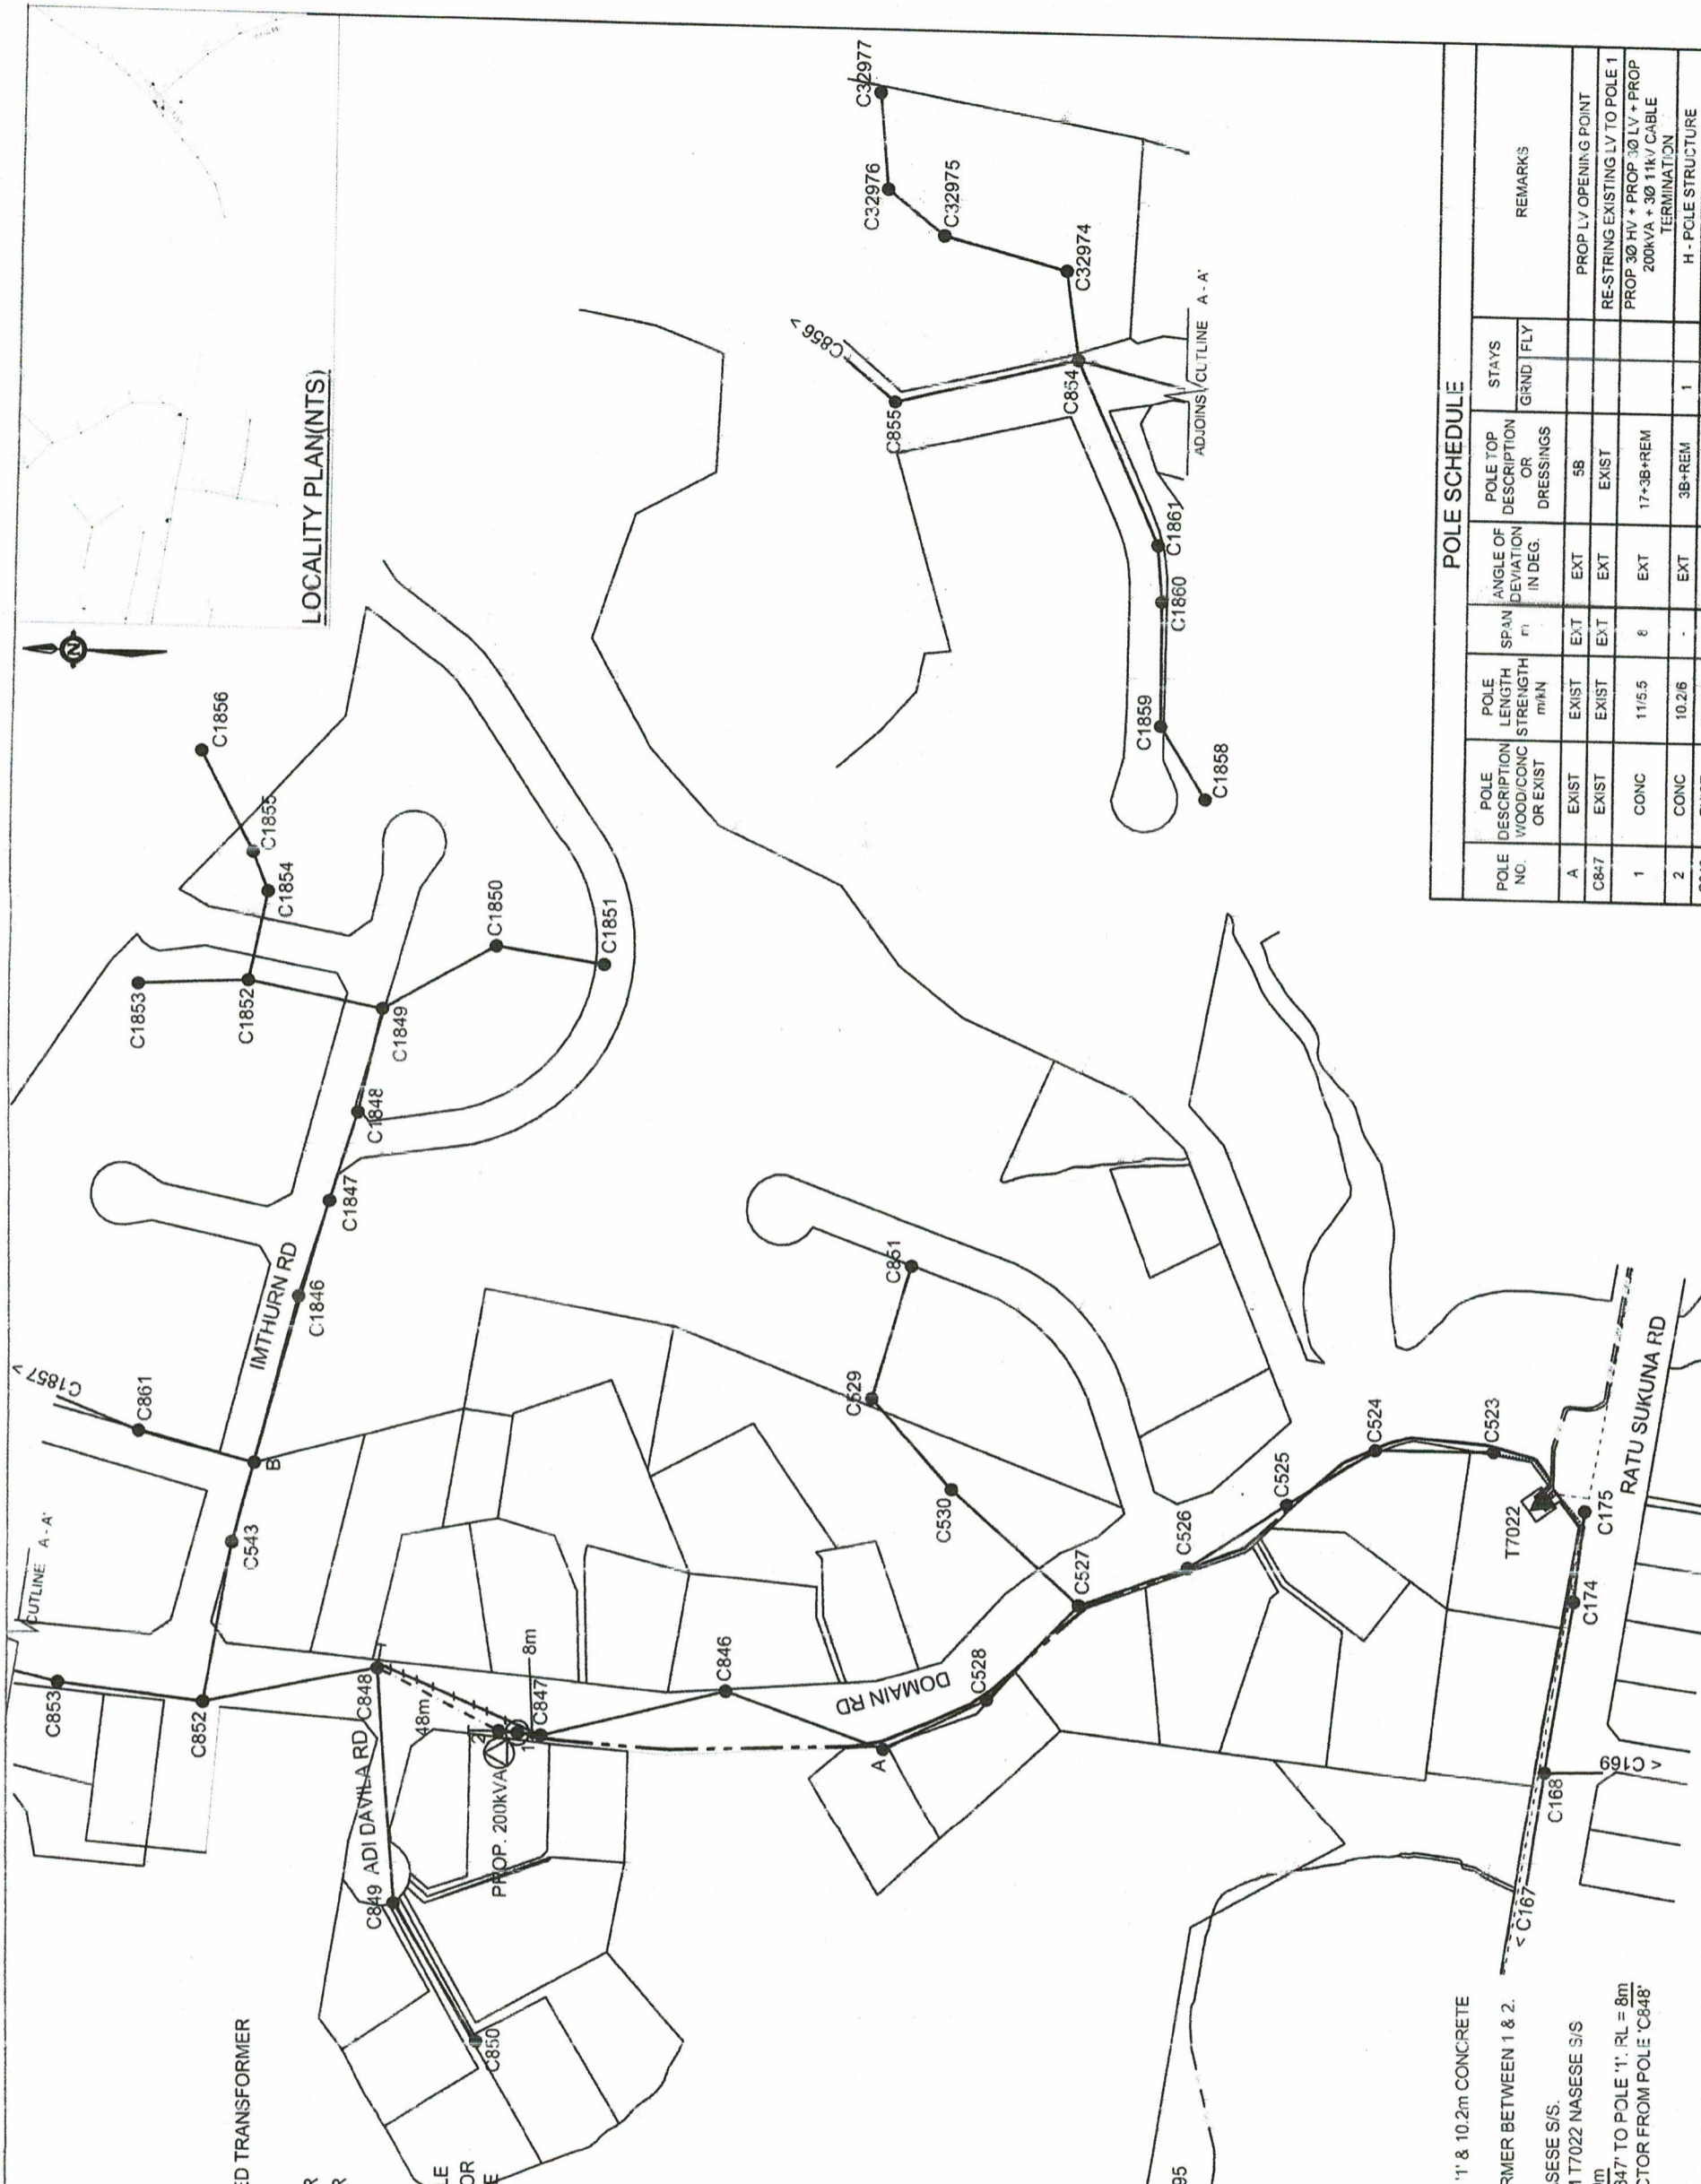 LOCALITY PLAN(NTS)
N
CUTLINE A - A'
C853
C852
C543
B
C861
C1857 >
IMTHURN RD
C1846
C1847
C1848
C1849
C1852
C1853
C1854
C1855
C1856
C1850
C1851
ED TRANSFORMER
C850
C849 ADI DAVILA RD C848
PROP. 200kVA
48m
2
1
C847
8m
C846
DOMAIN RD
A
C528
C527
C530
C529
C851
C526
C525
C524
C523
T7022
C175
C174
C168
< C169
< C167
RATU SUKUNA RD
C856 >
C855
C854
ADJOINS CUTLINE A - A'
C1861
C1860
C1859
C1858
C32974
C32975
C32976
C32977
95
'1' & 10.2m CONCRETE
RMER BETWEEN 1 & 2.
SESE S/S.
T7022 NASESE S/S
347' TO POLE '1'. RL = 8m
CTOR FROM POLE 'C848'
POLE SCHEDULE
POLE NO.
POLE DESCRIPTION WOOD/CONC OR EXIST
POLE LENGTH STRENGTH m/kN
SPAN m
ANGLE OF DEVIATION IN DEG.
POLE TOP DESCRIPTION OR DRESSINGS
STAYS
GRND FLY
REMARKS
A EXIST EXIST EXT EXT 5B PROP LV OPENING POINT
C847 EXIST EXIST EXT EXT EXIST RE-STRING EXISTING LV TO POLE 1
1 CONC 11/5.5 8 EXT 17+3B+REM PROP 3Ø HV + PROP 3Ø LV + PROP
200kVA + 3Ø 11kV CABLE
TERMINATION
2 CONC 10.2/6 - EXT 3B+REM 1 H - POLE STRUCTURE